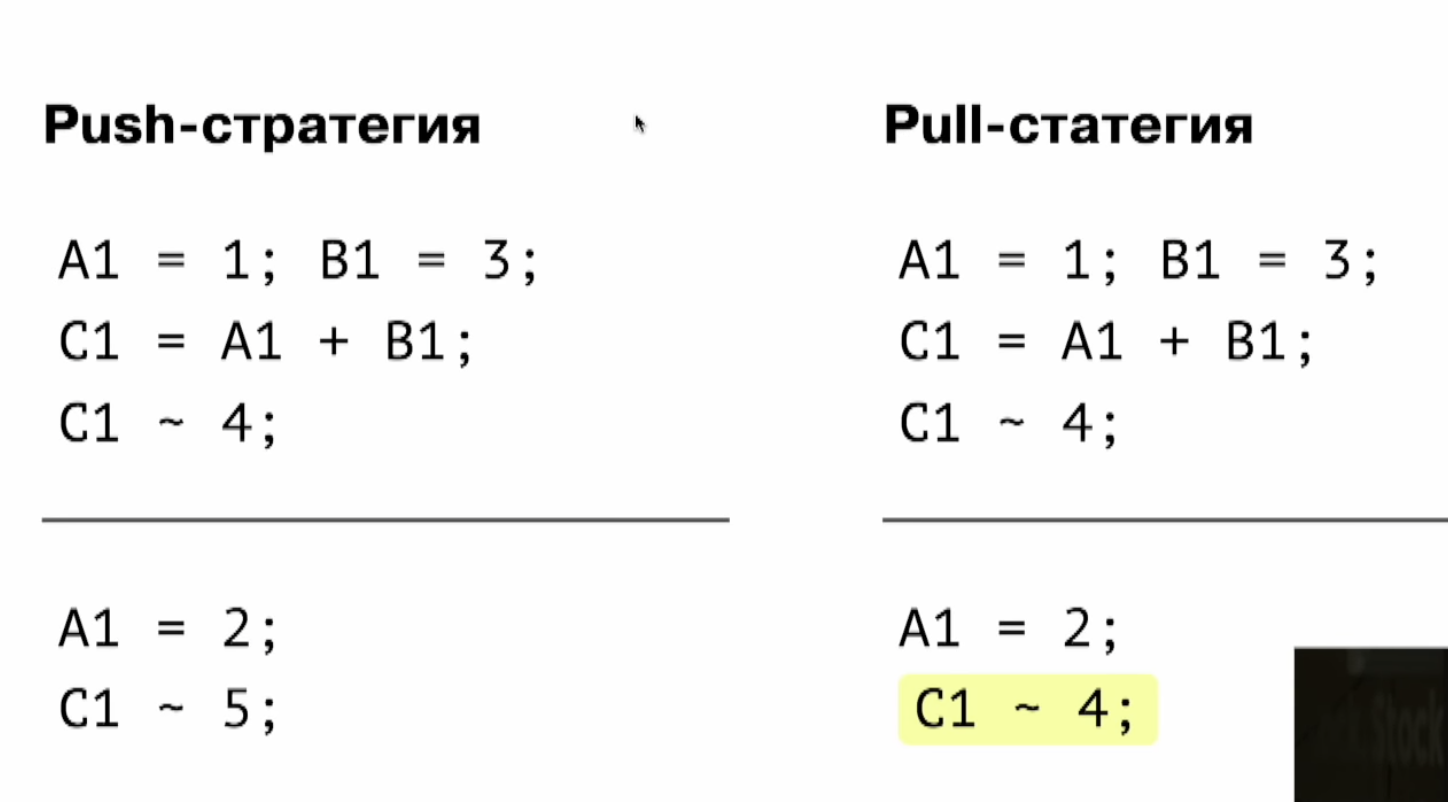 Push-стратегия
A1 = 1; B1 = 3;
C1 = A1 + B1;
C1 ~ 4;
A1 = 2;
C1 ~ 5;
Pull-статегия
A1 = 1; B1 = 3;
C1 = A1 + B1;
C1 ~ 4;
A1 = 2;
C1 ~ 4;
Stock